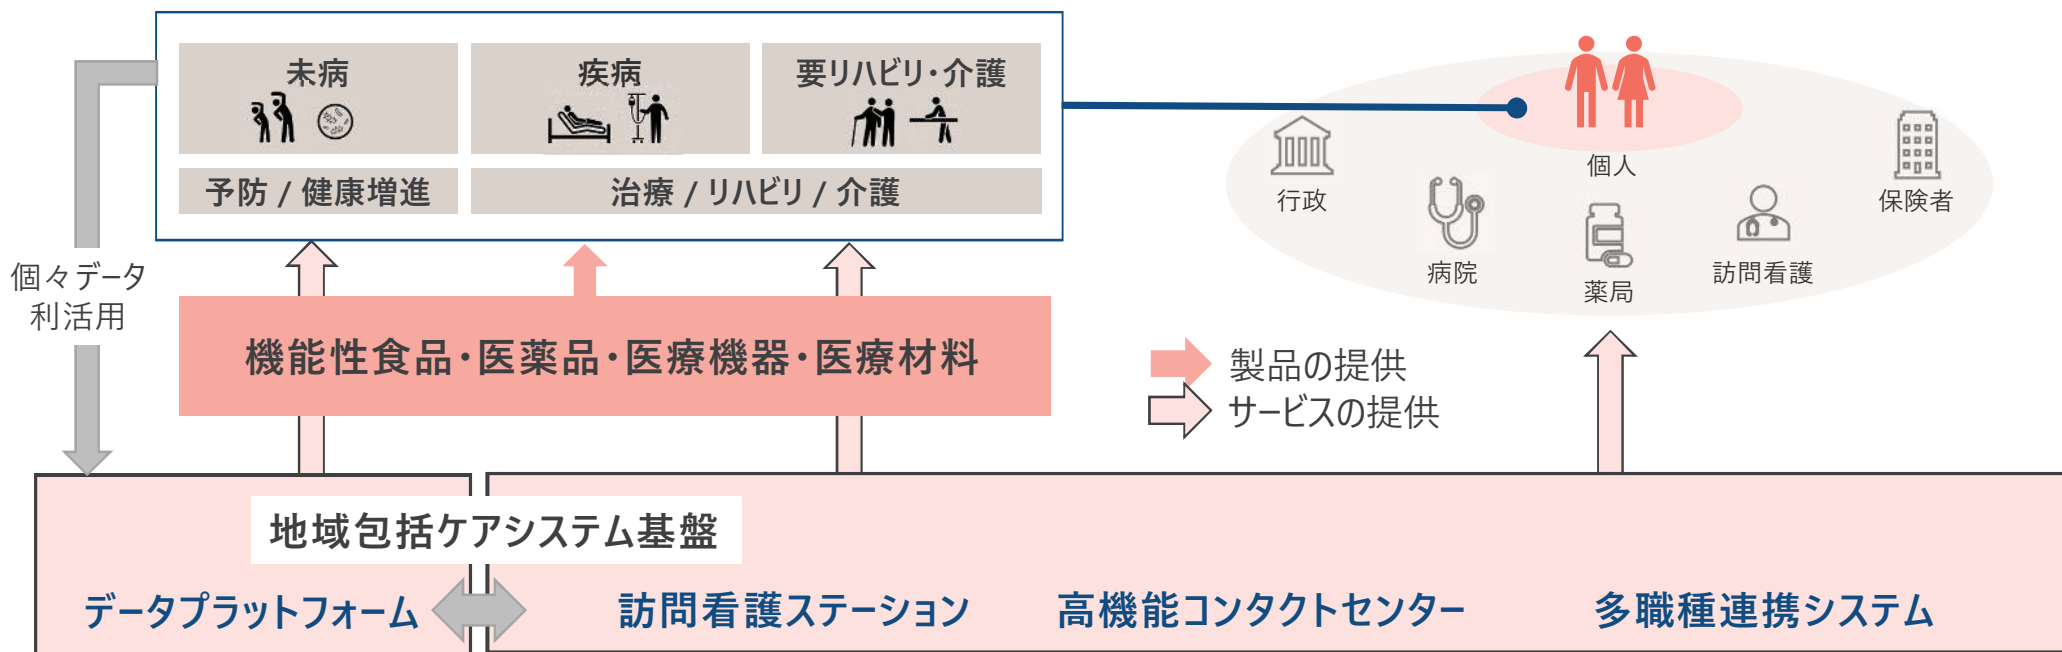 未病
疾病
要リハビリ・介護
予防 / 健康増進
治療 / リハビリ / 介護
個人
行政
保険者
病院
薬局
訪問看護
個々データ
利活用
機能性食品・医薬品・医療機器・医療材料
製品の提供
サービスの提供
地域包括ケアシステム基盤
データプラットフォーム
訪問看護ステーション
高機能コンタクトセンター
多職種連携システム